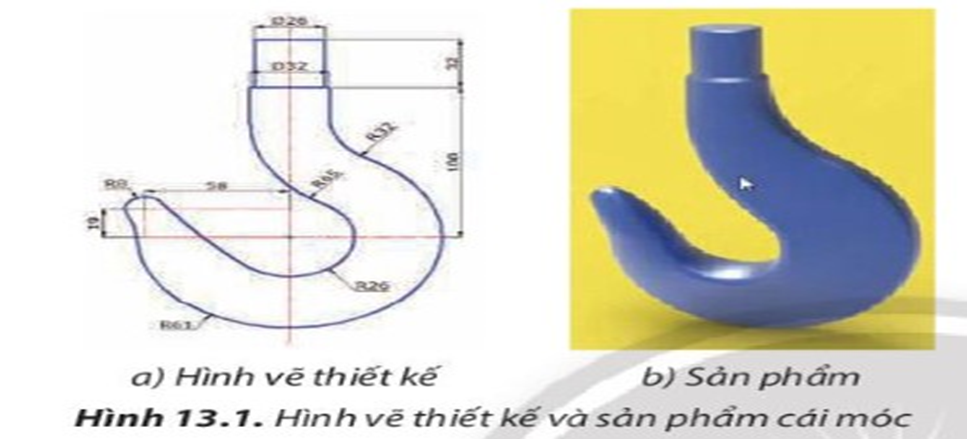 Ø26
Ø32
32
R32
100
R8
58
R65
19
R26
R61
a) Hình vẽ thiết kế
b) Sản phẩm
Hình 13.1. Hình vẽ thiết kế và sản phẩm cái móc